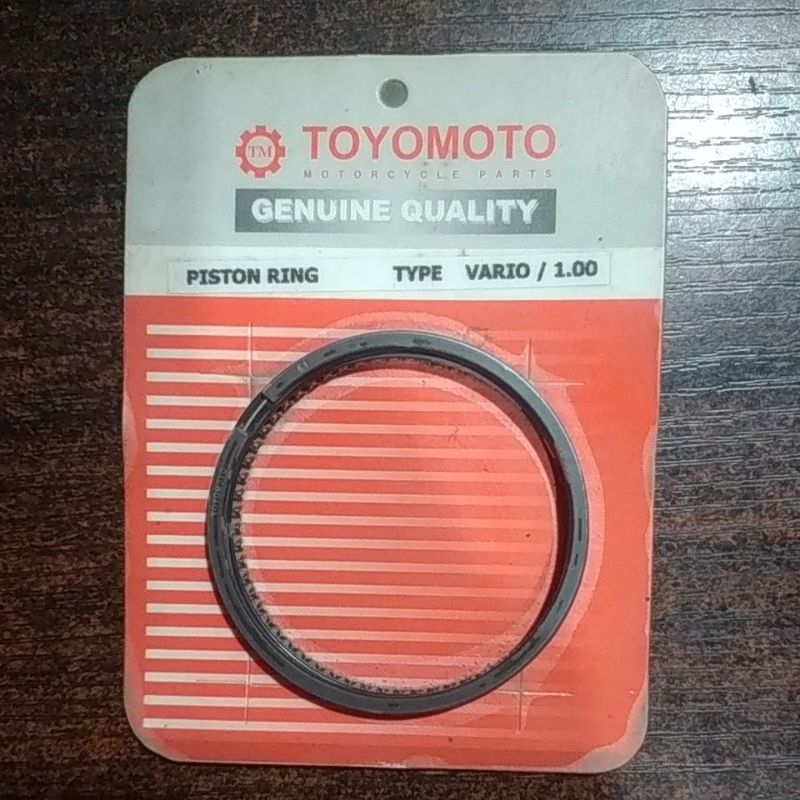 TM TOYOMOTO
MOTORCYCLE PARTS
GENUINE QUALITY
PISTON RING TYPE VARIO / 1.00